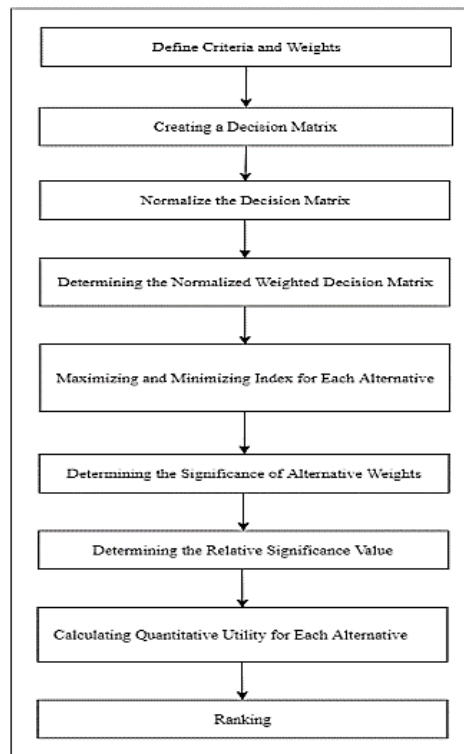 Define Criteria and Weights
Creating a Decision Matrix
Normalize the Decision Matrix
Determining the Normalized Weighted Decision Matrix
Maximizing and Minimizing Index for Each Alternative
Determining the Significance of Alternative Weights
Determining the Relative Significance Value
Calculating Quantitative Utility for Each Alternative
Ranking